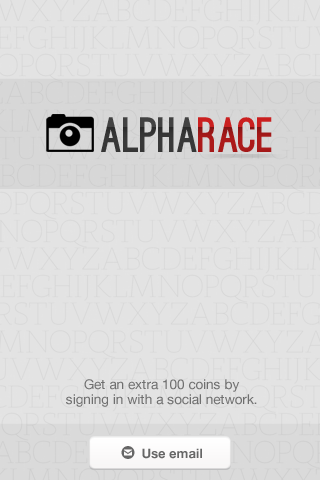 ALPHARACE
Get an extra 100 coins by
signing in with a social network.
Use email